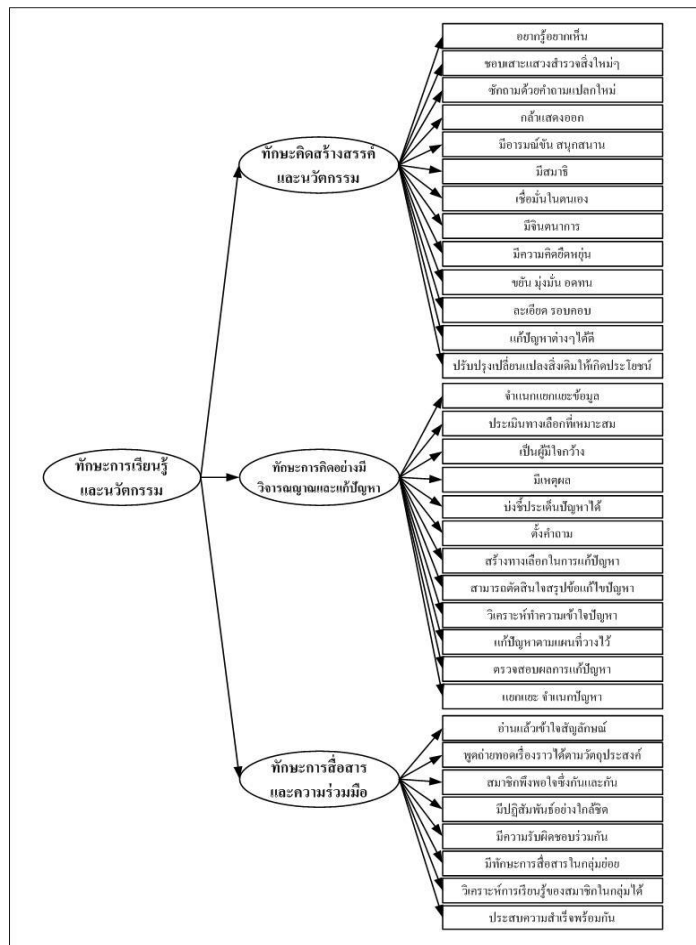 ทักษะการเรียนรู้
และนวัตกรรม
ทักษะคิดสร้างสรรค์
และนวัตกรรม
อยากรู้อยากเห็น
ชอบเสาะแสวงสำรวจสิ่งใหม่ๆ
ซักถามด้วยคำถามแปลกใหม่
กล้าแสดงออก
มีอารมณ์ขัน สนุกสนาน
มีสมาธิ
เชื่อมั่นในตนเอง
มีจินตนาการ
มีความคิดยืดหยุ่น
ขยัน มุ่งมั่น อดทน
ละเอียด รอบคอบ
แก้ปัญหาต่างๆได้ดี
ปรับปรุงเปลี่ยนแปลงสิ่งเดิมให้เกิดประโยชน์
ทักษะการคิดอย่างมี
วิจารณญาณและแก้ปัญหา
จำแนกแยกแยะข้อมูล
ประเมินทางเลือกที่เหมาะสม
เป็นผู้มีใจกว้าง
มีเหตุผล
บ่งชี้ประเด็นปัญหาได้
ตั้งคำถาม
สร้างทางเลือกในการแก้ปัญหา
สามารถตัดสินใจสรุปข้อแก้ไขปัญหา
วิเคราะห์ทำความเข้าใจปัญหา
แก้ปัญหาตามแผนที่วางไว้
ตรวจสอบผลการแก้ปัญหา
แยกแยะ จำแนกปัญหา
ทักษะการสื่อสาร
และความร่วมมือ
อ่านแล้วเข้าใจสัญลักษณ์
พูดถ่ายทอดเรื่องราวได้ตามวัตถุประสงค์
สมาชิกพึงพอใจซึ่งกันและกัน
มีปฏิสัมพันธ์อย่างใกล้ชิด
มีความรับผิดชอบร่วมกัน
มีทักษะการสื่อสารในกลุ่มย่อย
วิเคราะห์การเรียนรู้ของสมาชิกในกลุ่มได้
ประสบความสำเร็จพร้อมกัน